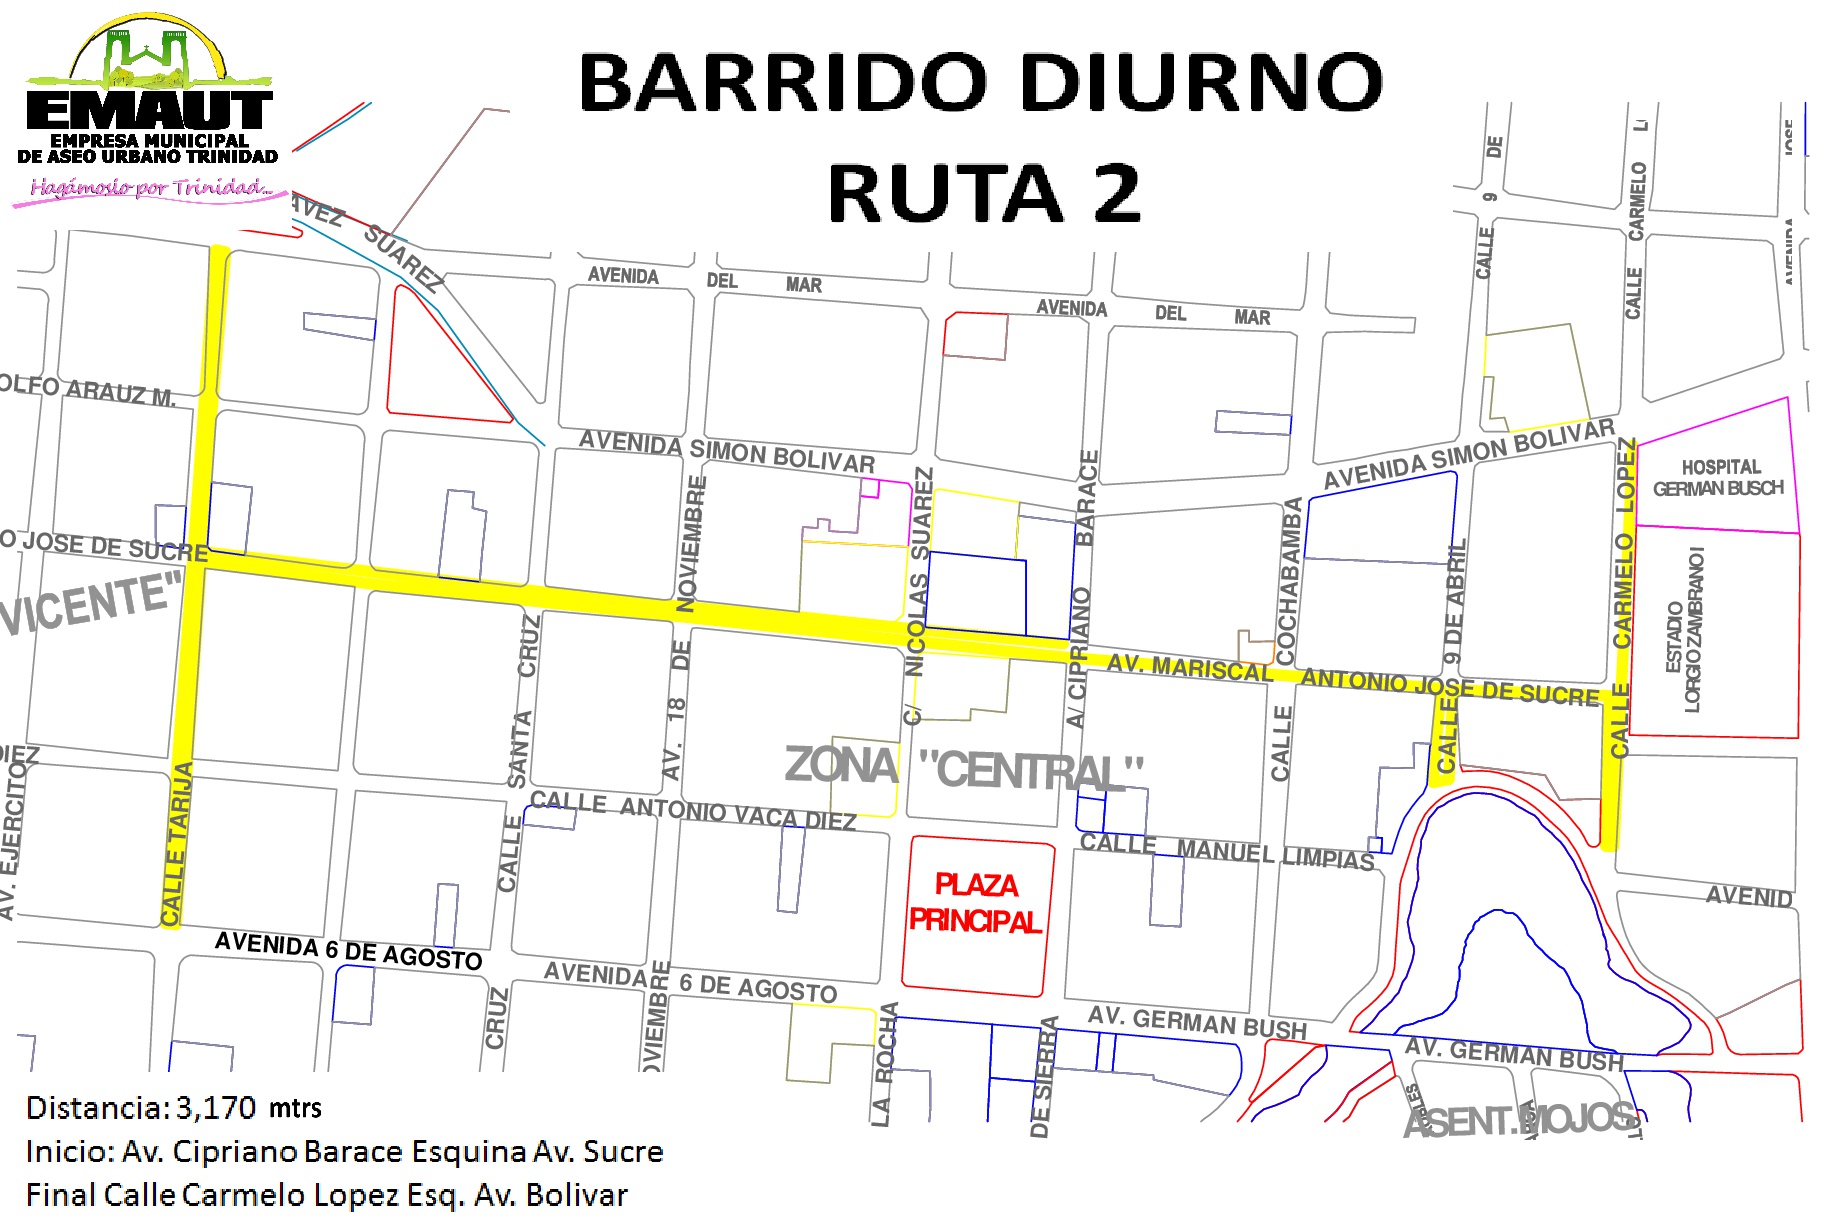 EMAUT
EMPRESA MUNICIPAL
DE ASEO URBANO TRINIDAD
Hagámoslo por Trinidad...
BARRIDO DIURNO
RUTA 2
AVEZ SUAREZ
AVENIDA DEL MAR
AVENIDA DEL MAR
CALLE 9 DE
CALLE CARMELO L
AVENIDA JOSE
OLFO ARAUZ M.
AVENIDA SIMON BOLIVAR
AVENIDA SIMON BOLIVAR
HOSPITAL
GERMAN BUSCH
ESTADIO
LORGIO ZAMBRANO I
O JOSE DE SUCRE
VICENTE"
AV. 18 DE NOVIEMBRE
C/ NICOLAS SUAREZ
A/ CIPRIANO BARACE
CALLE COCHABAMBA
CALLE 9 DE ABRIL
CALLE CARMELO LOPEZ
AV. MARISCAL ANTONIO JOSE DE SUCRE
CALLE SANTA CRUZ
ZONA "CENTRAL"
DIEZ
AV. EJERCITO
CALLE TARIJA
CALLE ANTONIO VACA DIEZ
CALLE MANUEL LIMPIAS
PLAZA
PRINCIPAL
AVENID
AVENIDA 6 DE AGOSTO
AVENIDA 6 DE AGOSTO
CRUZ
OVIEMBRE
LA ROCHA
DE SIERRA
AV. GERMAN BUSH
AV. GERMAN BUSH
ASENT.MOJOS
Distancia: 3,170 mtrs
Inicio: Av. Cipriano Barace Esquina Av. Sucre
Final Calle Carmelo Lopez Esq. Av. Bolivar